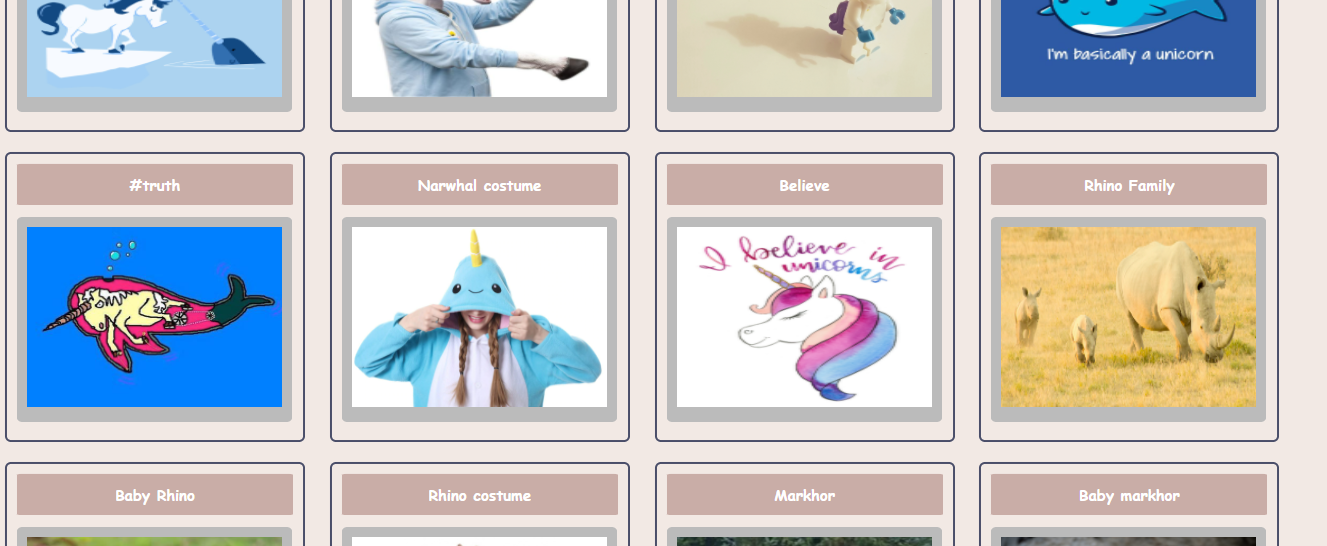 I'm basically a unicorn
#truth
Narwhal costume
Believe
Rhino Family
I believe in
unicorns
Baby Rhino
Rhino costume
Markhor
Baby markhor